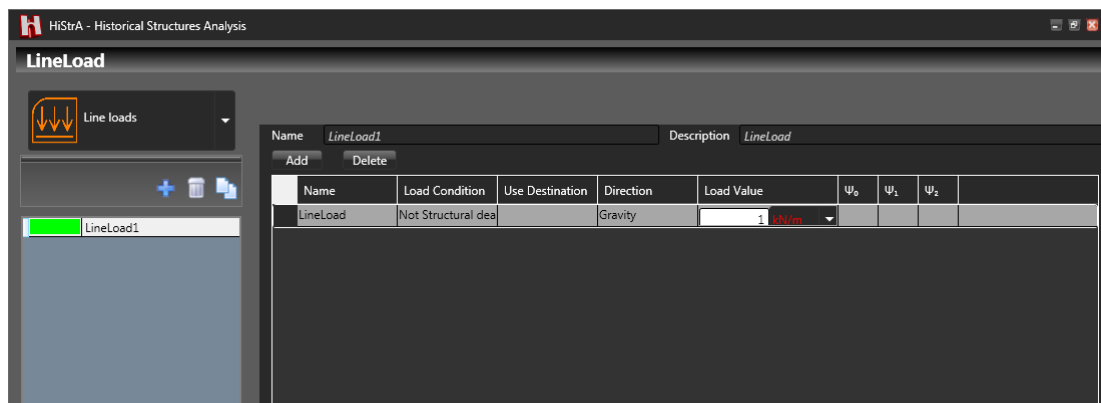 HiStrA - Historical Structures Analysis
LineLoad
Line loads
Name LineLoad1 Description LineLoad
Add Delete
Name Load Condition Use Destination Direction Load Value Ψ₀ Ψ₁ Ψ₂
LineLoad Not Structural dea Gravity 1 kN/m
LineLoad1